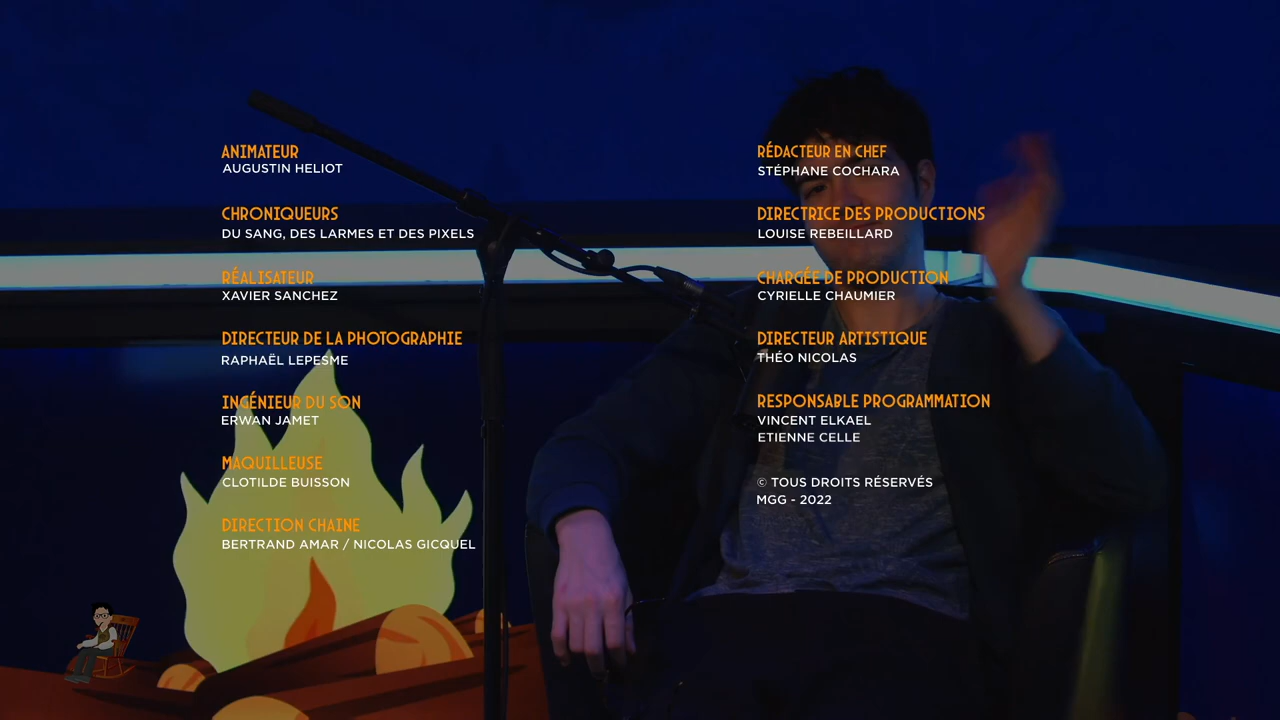 ANIMATEUR
AUGUSTIN HELIOT
CHRONIQUEURS
DU SANG, DES LARMES ET DES PIXELS
RÉALISATEUR
XAVIER SANCHEZ
DIRECTEUR DE LA PHOTOGRAPHIE
RAPHAËL LEPESME
INGÉNIEUR DU SON
ERWAN JAMET
MAQUILLEUSE
CLOTILDE BUISSON
DIRECTION CHAINE
BERTRAND AMAR / NICOLAS GICQUEL
RÉDACTEUR EN CHEF
STÉPHANE COCHARA
DIRECTRICE DES PRODUCTIONS
LOUISE REBEILLARD
CHARGÉE DE PRODUCTION
CYRIELLE CHAUMIER
DIRECTEUR ARTISTIQUE
THÉO NICOLAS
RESPONSABLE PROGRAMMATION
VINCENT ELKAEL
ETIENNE CELLE
© TOUS DROITS RÉSERVÉS
MGG - 2022